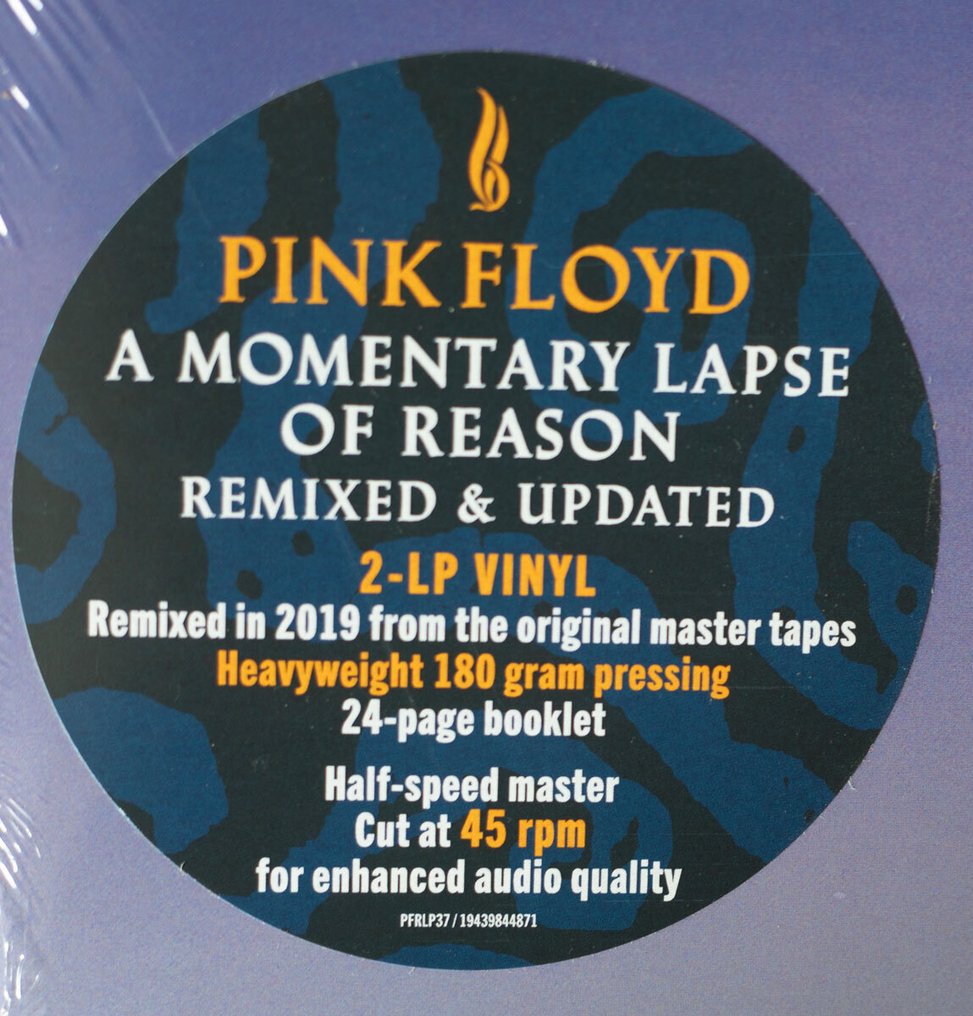 PINK FLOYD
A MOMENTARY LAPSE
OF REASON
REMIXED & UPDATED
2-LP VINYL
Remixed in 2019 from the original master tapes
Heavyweight 180 gram pressing
24-page booklet
Half-speed master
Cut at 45 rpm
for enhanced audio quality
PFRLP37 / 19439844871